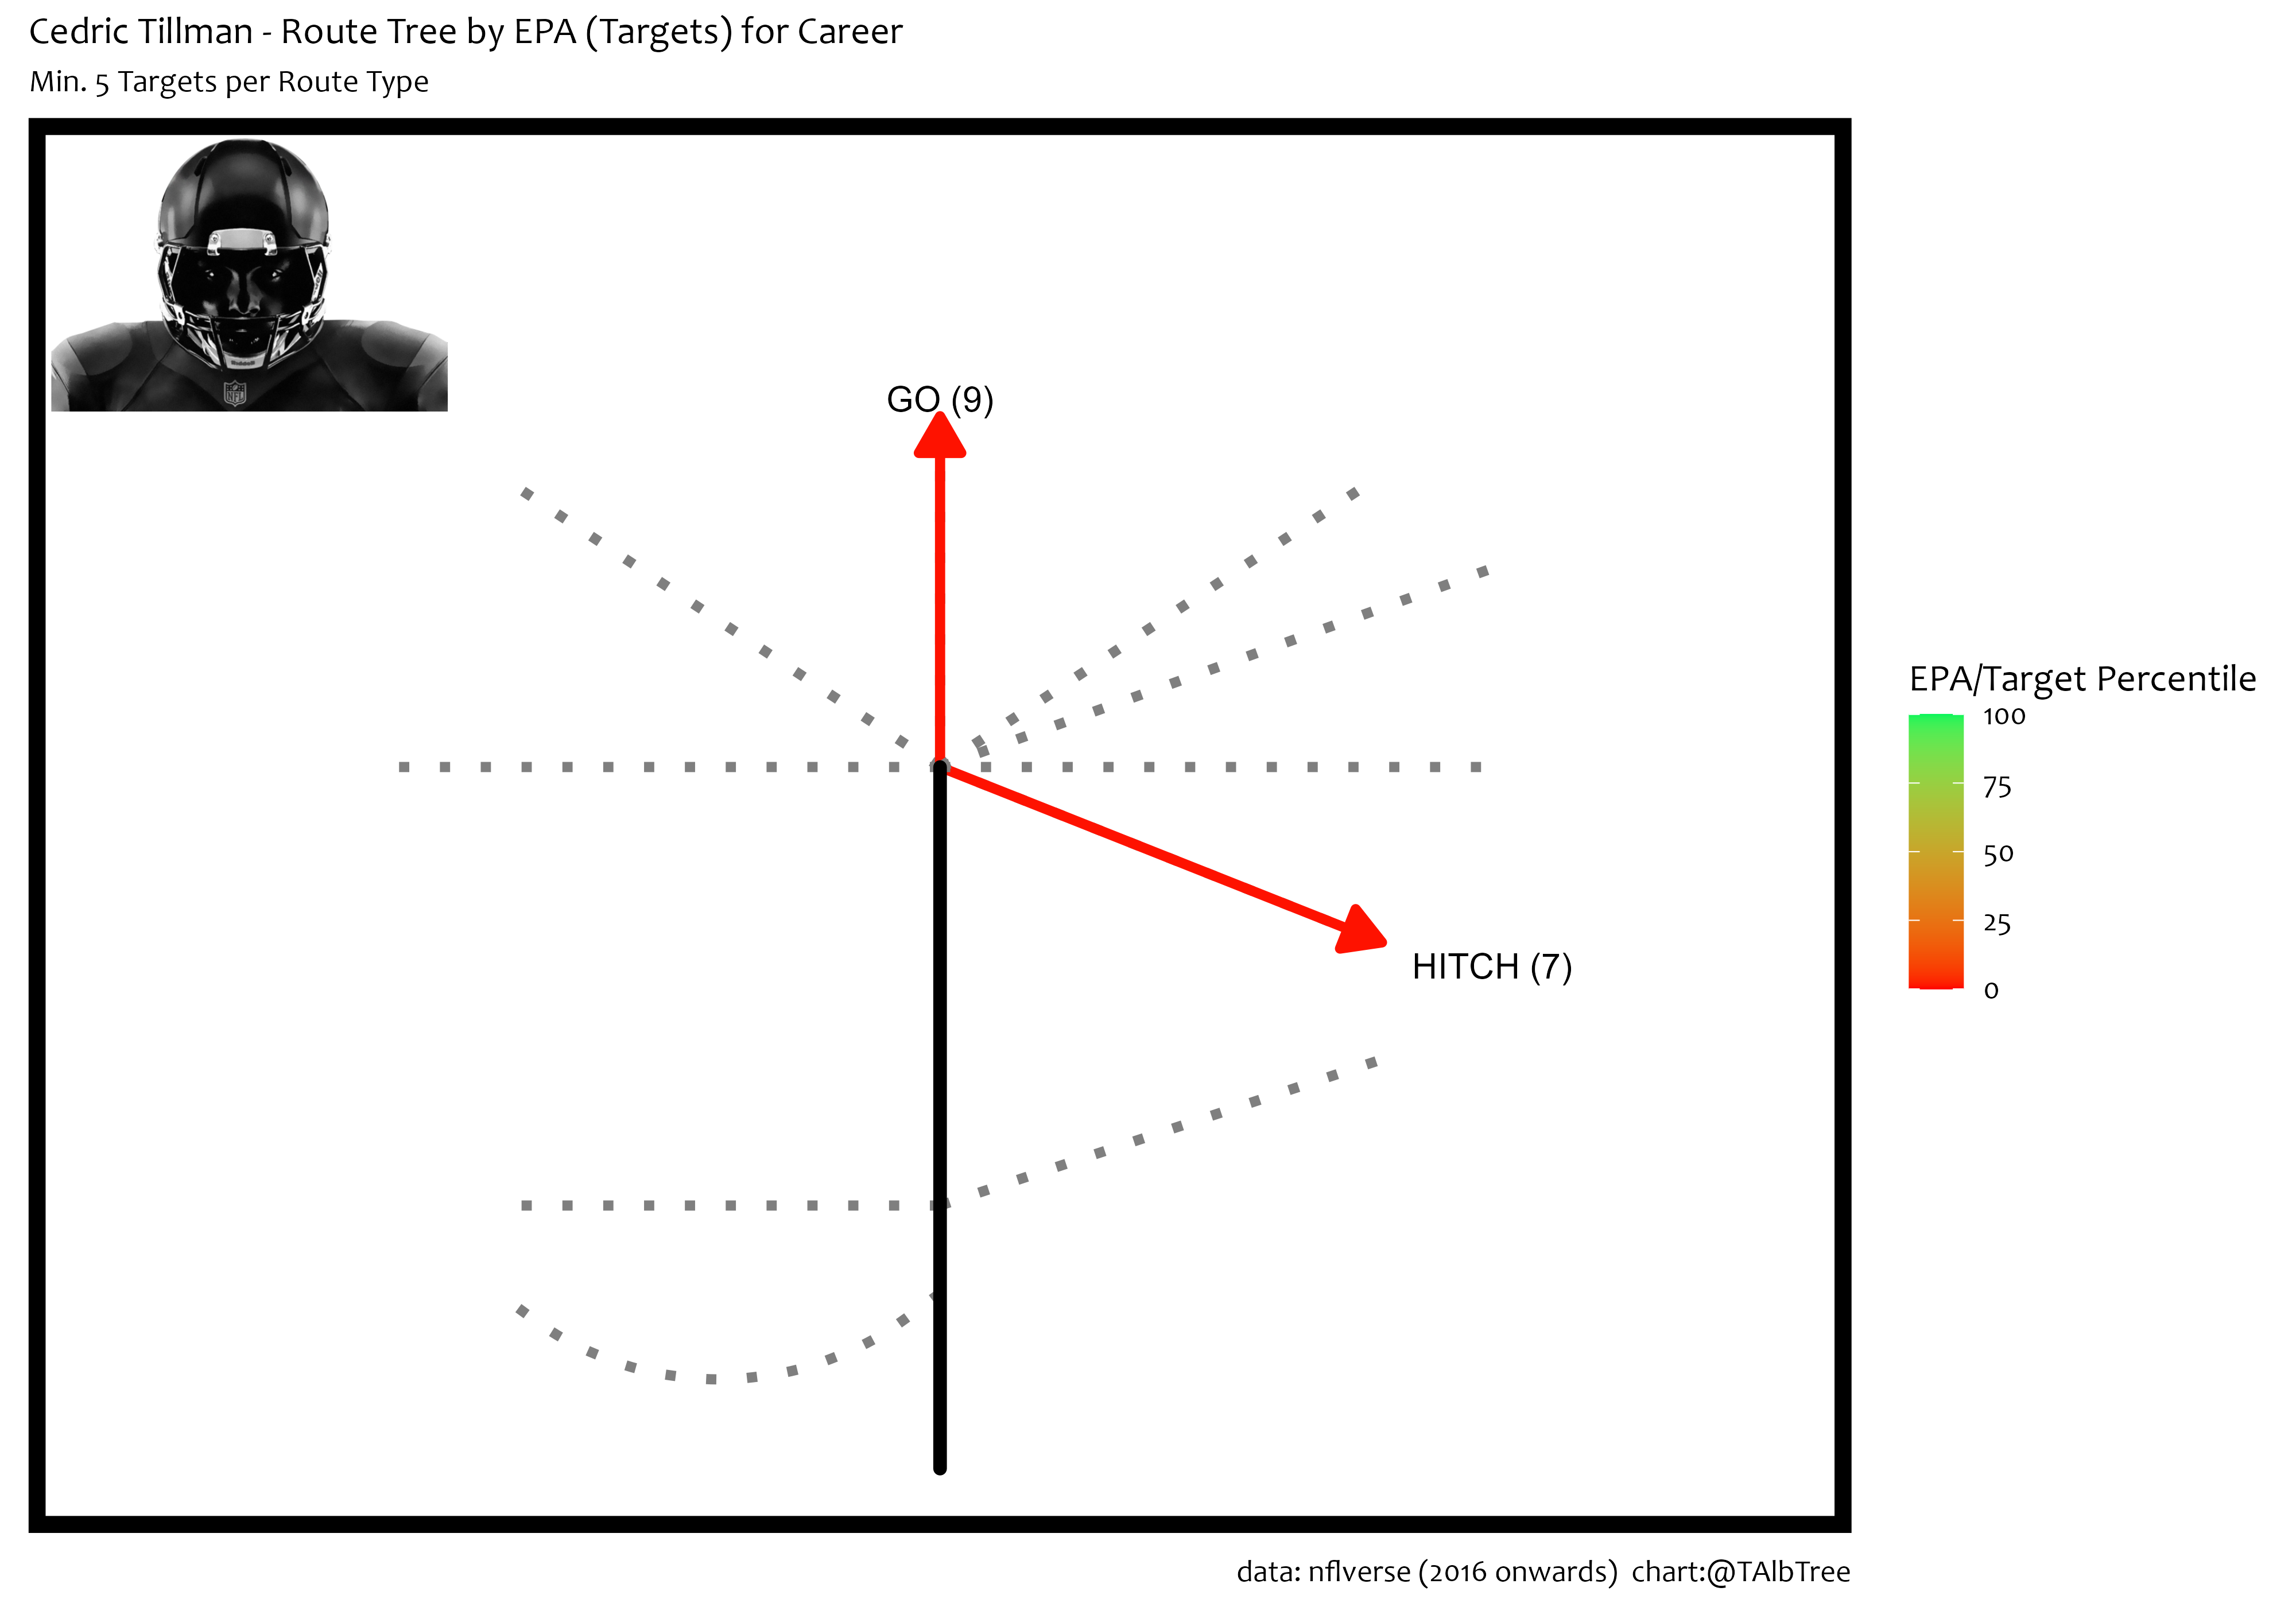 Cedric Tillman - Route Tree by EPA (Targets) for Career
Min. 5 Targets per Route Type
NFL
GO (9)
HITCH (7)
EPA/Target Percentile
100
75
50
25
0
data: nflverse (2016 onwards)  chart:@TAlbTree